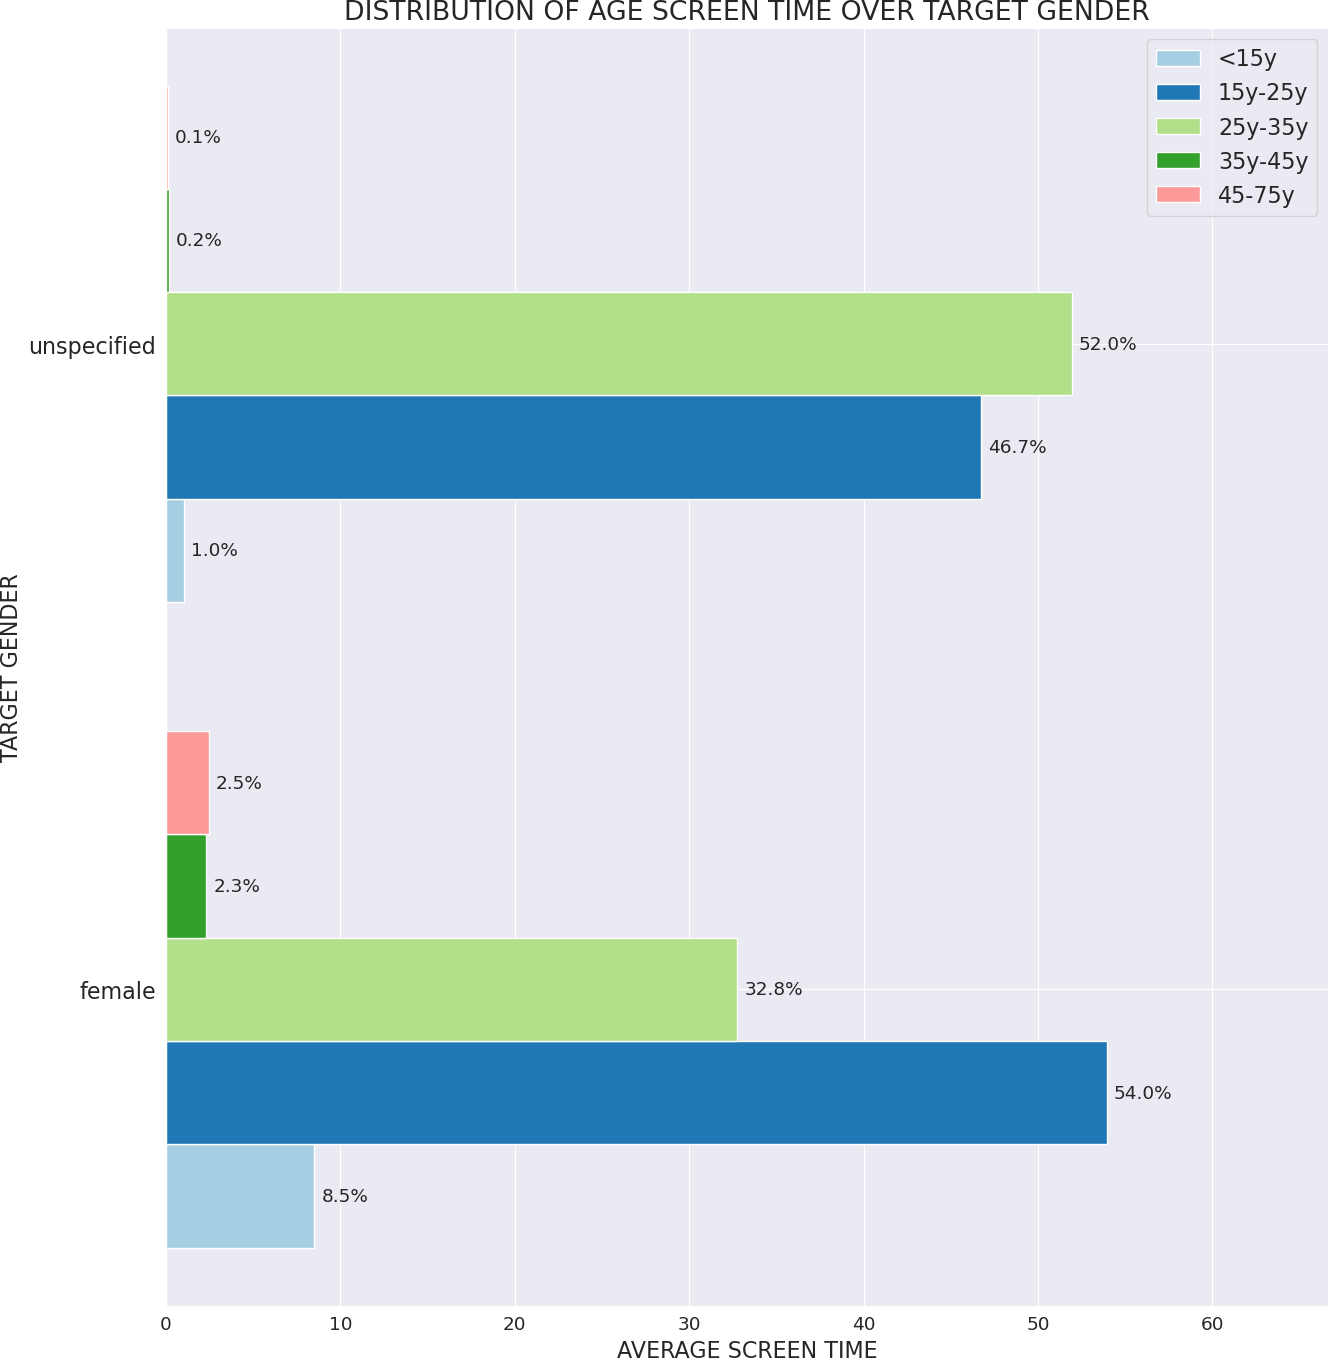 DISTRIBUTION OF AGE SCREEN TIME OVER TARGET GENDER
<15y
15y-25y
25y-35y
35y-45y
45-75y
0.1%
0.2%
unspecified
52.0%
46.7%
1.0%
TARGET GENDER
2.5%
2.3%
female
32.8%
54.0%
8.5%
0 10 20 30 40 50 60
AVERAGE SCREEN TIME